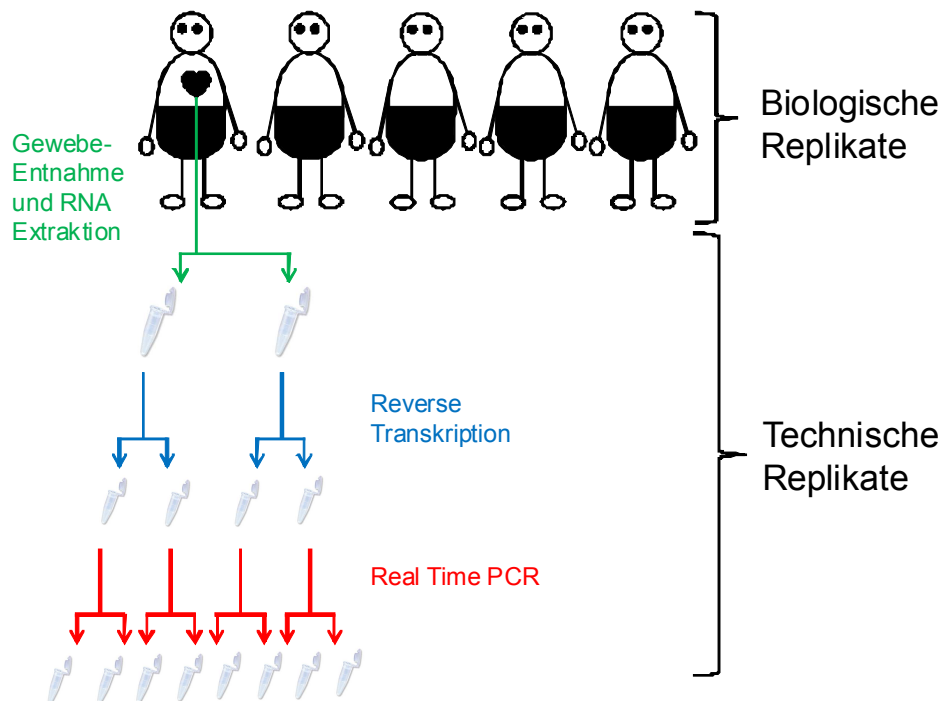 Biologische
Replikate
Gewebe-
Entnahme
und RNA
Extraktion
Reverse
Transkription
Technische
Replikate
Real Time PCR